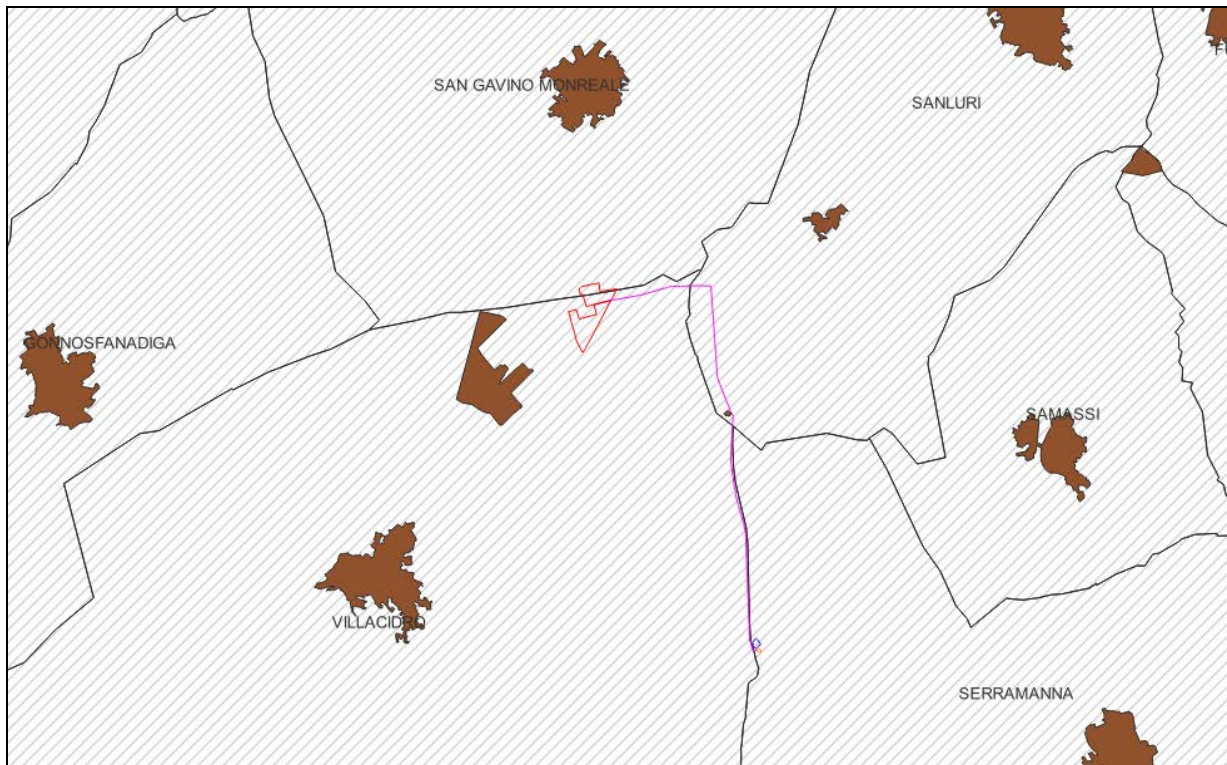 SAN GAVINO MONREALE
SANLURI
GONNOSFANADIGA
SAMASSI
VILLACIDRO
SERRAMANNA